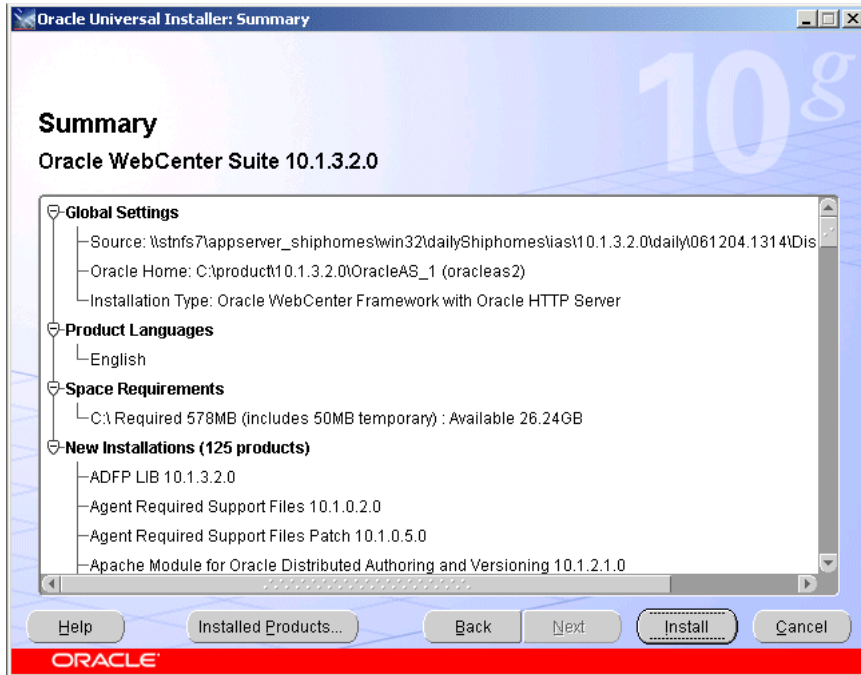 Oracle Universal Installer: Summary
10g
Summary
Oracle WebCenter Suite 10.1.3.2.0
Global Settings
Source: \\stnfs7\appserver_shiphomes\win32\dailyShiphomes\ias\10.1.3.2.0\daily\061204.1314\Dis
Oracle Home: C:\product\10.1.3.2.0\OracleAS_1 (oracleas2)
Installation Type: Oracle WebCenter Framework with Oracle HTTP Server
Product Languages
English
Space Requirements
C:\ Required 578MB (includes 50MB temporary) : Available 26.24GB
New Installations (125 products)
ADFP LIB 10.1.3.2.0
Agent Required Support Files 10.1.0.2.0
Agent Required Support Files Patch 10.1.0.5.0
Apache Module for Oracle Distributed Authoring and Versioning 10.1.2.1.0
Help Installed Products... Back Next Install Cancel
ORACLE